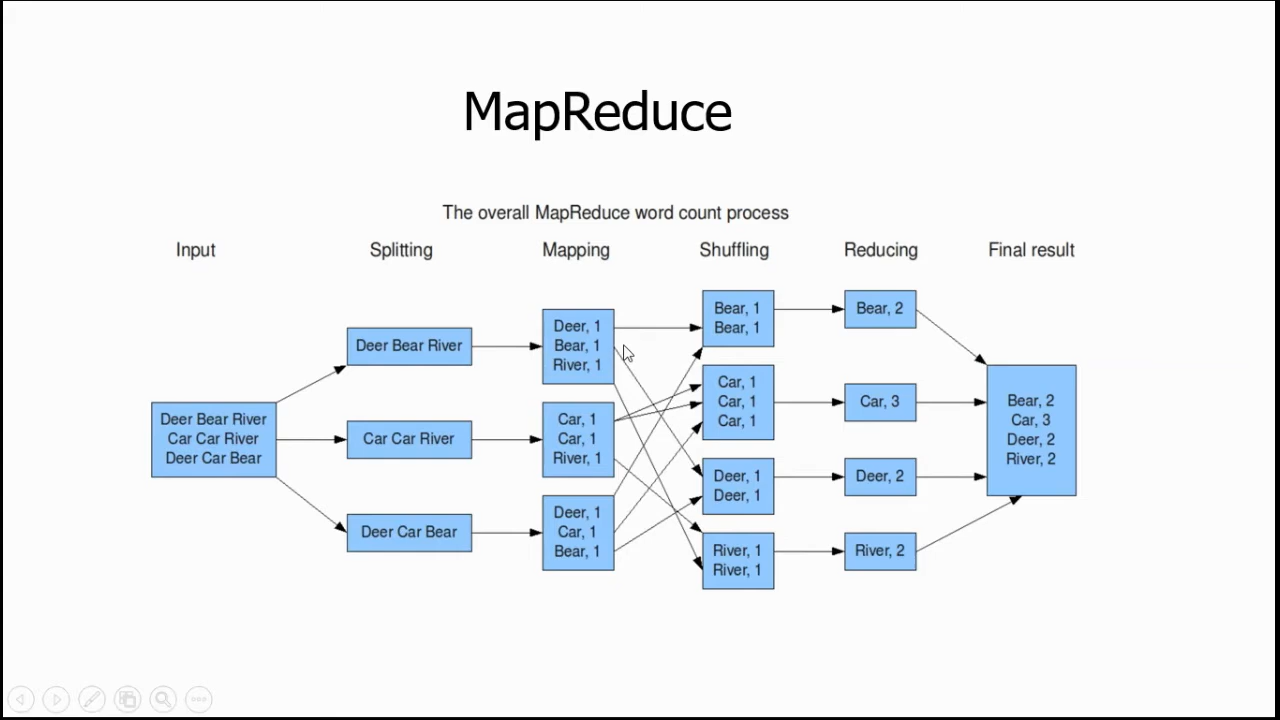 MapReduce
The overall MapReduce word count process
Input
Splitting
Mapping
Shuffling
Reducing
Final result
Deer Bear River
Car Car River
Deer Car Bear
Deer Bear River
Car Car River
Deer Car Bear
Deer, 1
Bear, 1
River, 1
Car, 1
Car, 1
River, 1
Deer, 1
Car, 1
Bear, 1
Bear, 1
Bear, 1
Car, 1
Car, 1
Car, 1
Deer, 1
Deer, 1
River, 1
River, 1
Bear, 2
Car, 3
Deer, 2
River, 2
Bear, 2
Car, 3
Deer, 2
River, 2